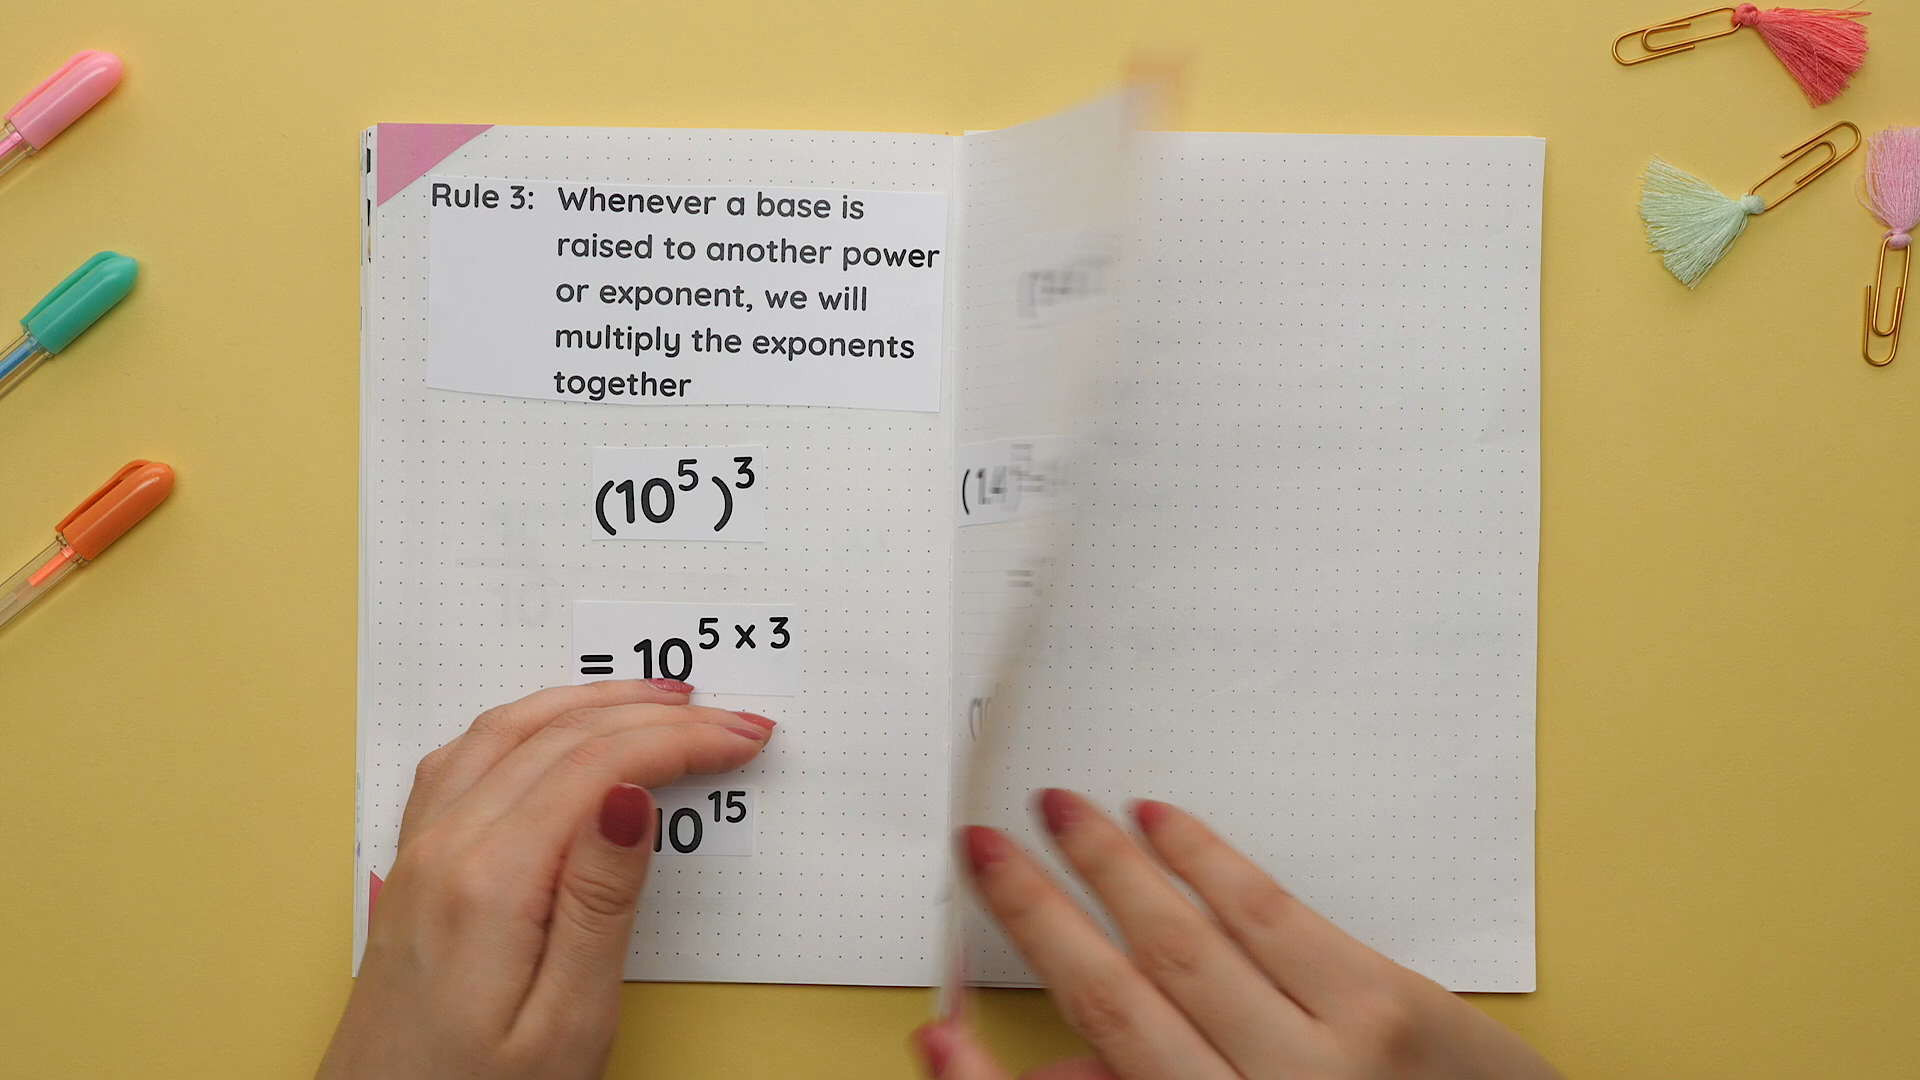 Rule 3: Whenever a base is
raised to another power
or exponent, we will
multiply the exponents
together
(10⁵)³
= 10⁵ ˣ ³
10¹⁵